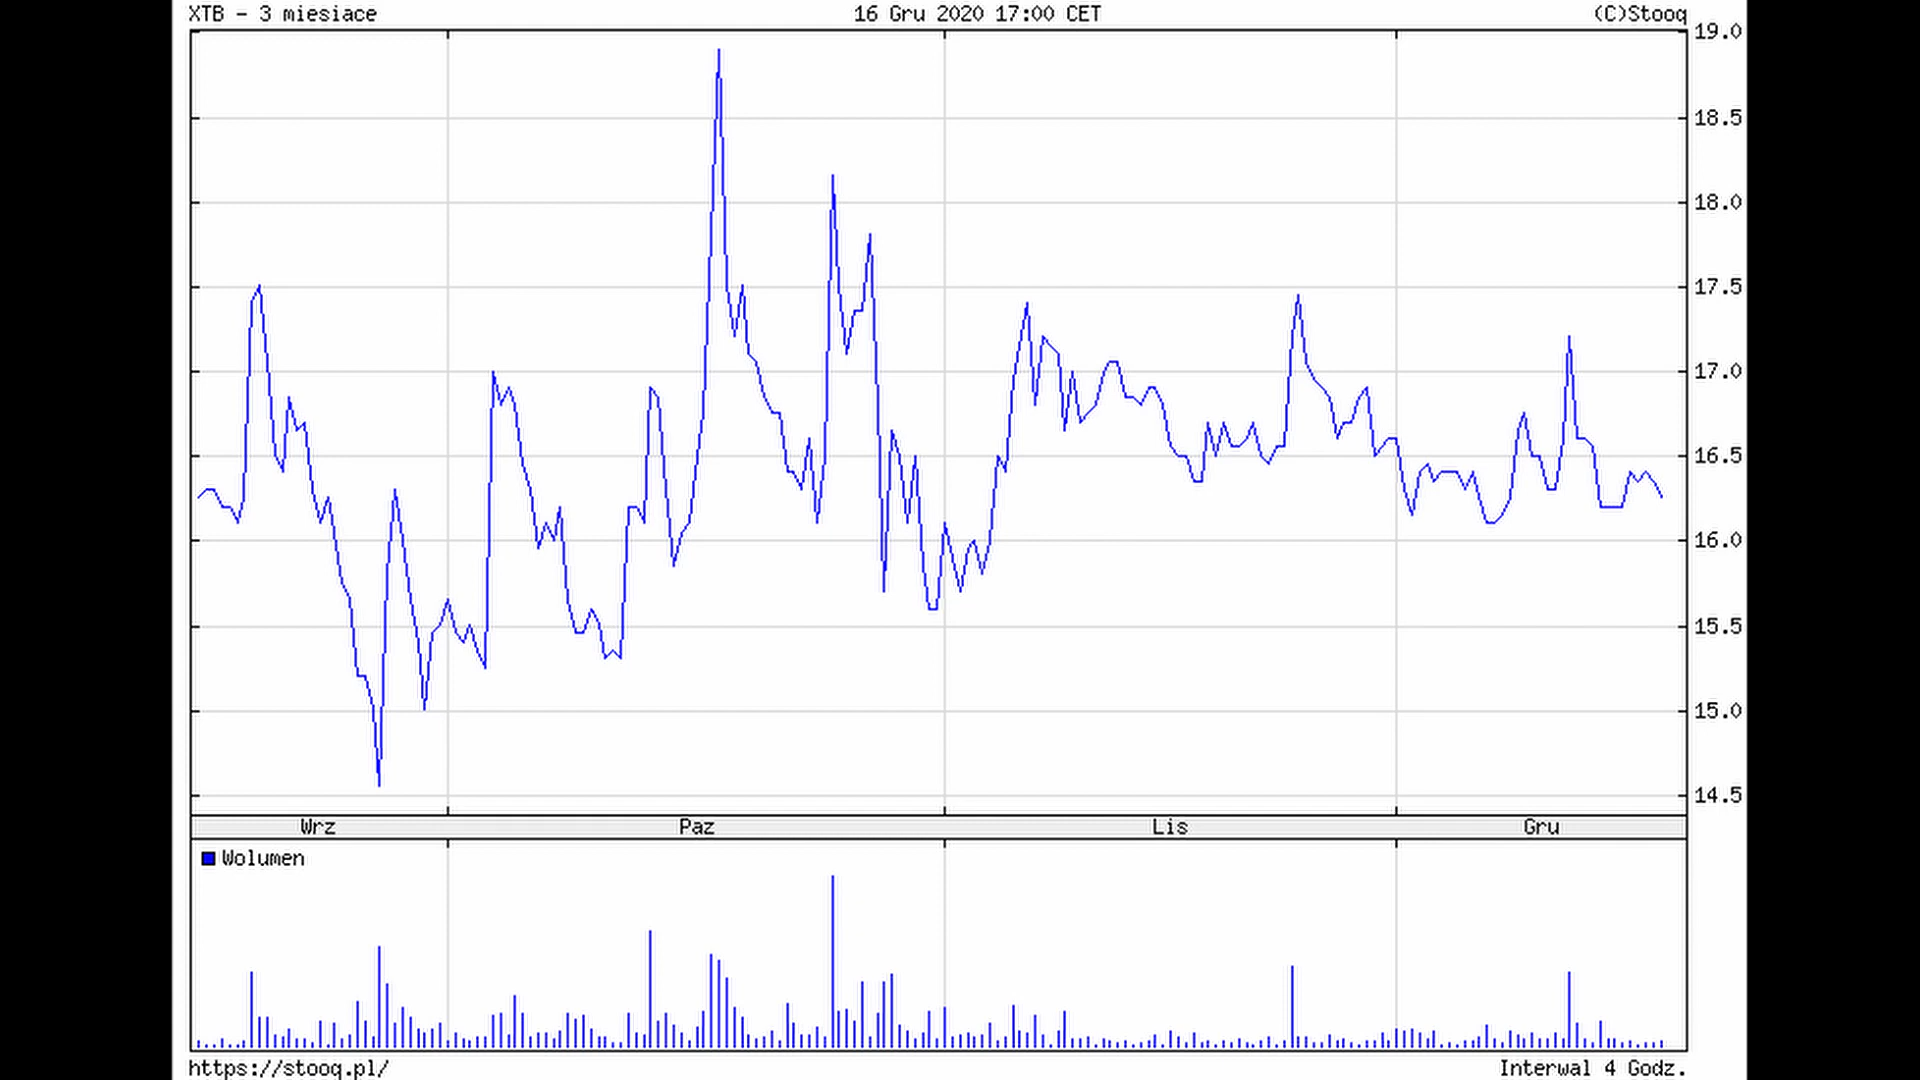 XTB - 3 miesiace 16 Gru 2020 17:00 CET (C)Stooq
19.0
18.5
18.0
17.5
17.0
16.5
16.0
15.5
15.0
14.5
Wrz Paz Lis Gru
Wolumen
https://stooq.pl/ Interwal 4 Godz.